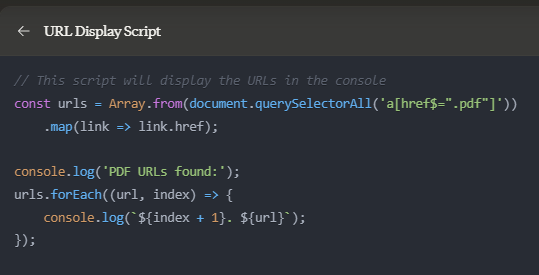 ← URL Display Script
// This script will display the URLs in the console
const urls = Array.from(document.querySelectorAll('a[href$=".pdf"]'))
    .map(link => link.href);

console.log('PDF URLs found:');
urls.forEach((url, index) => {
    console.log(`${index + 1}. ${url}`);
});